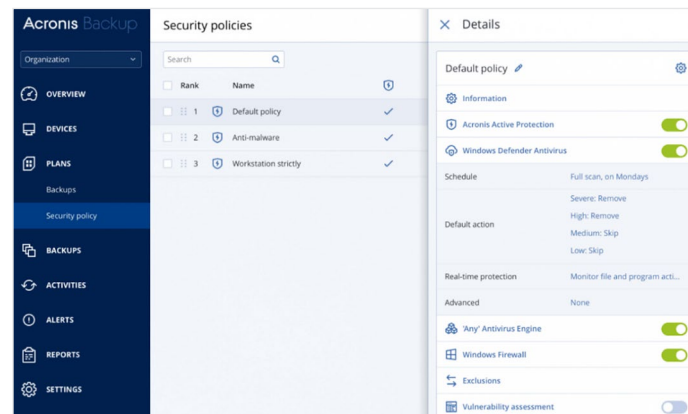 Acronis Backup
Organization
OVERVIEW
DEVICES
PLANS
Backups
Security policy
BACKUPS
ACTIVITIES
ALERTS
REPORTS
SETTINGS
Security policies
Search
Rank Name
1 Default policy
2 Anti-malware
3 Workstation strictly
Details
Default policy
Information
Acronis Active Protection
Windows Defender Antivirus
Schedule Full scan, on Mondays
Default action Severe: Remove
High: Remove
Medium: Skip
Low: Skip
Real-time protection Monitor file and program acti...
Advanced None
'Any' Antivirus Engine
Windows Firewall
Exclusions
Vulnerability assessment